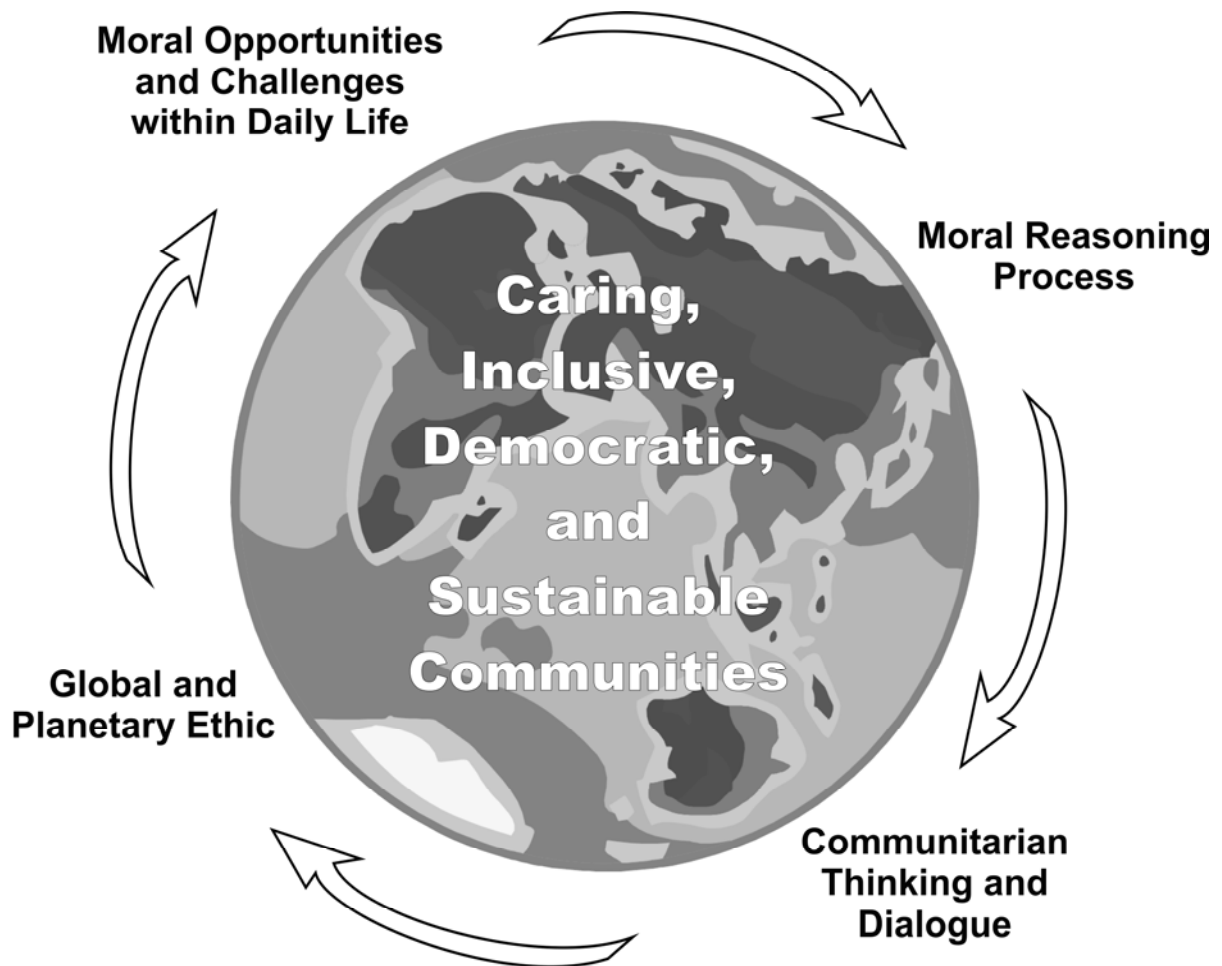 Moral Opportunities
and Challenges
within Daily Life
Moral Reasoning
Process
Caring,
Inclusive,
Democratic,
and
Sustainable
Communities
Global and
Planetary Ethic
Communitarian
Thinking and
Dialogue